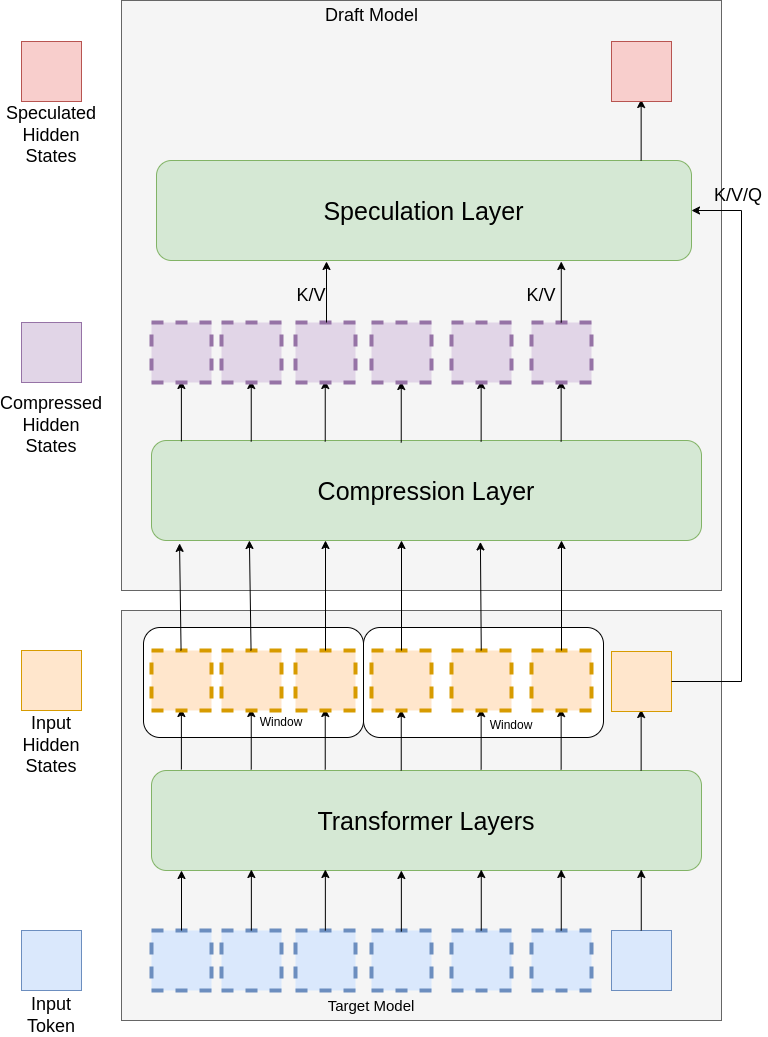 Draft Model
Speculated
Hidden
States
K/V/Q
Speculation Layer
K/V
K/V
Compressed
Hidden
States
Compression Layer
Input
Hidden
States
Window
Window
Transformer Layers
Input
Token
Target Model